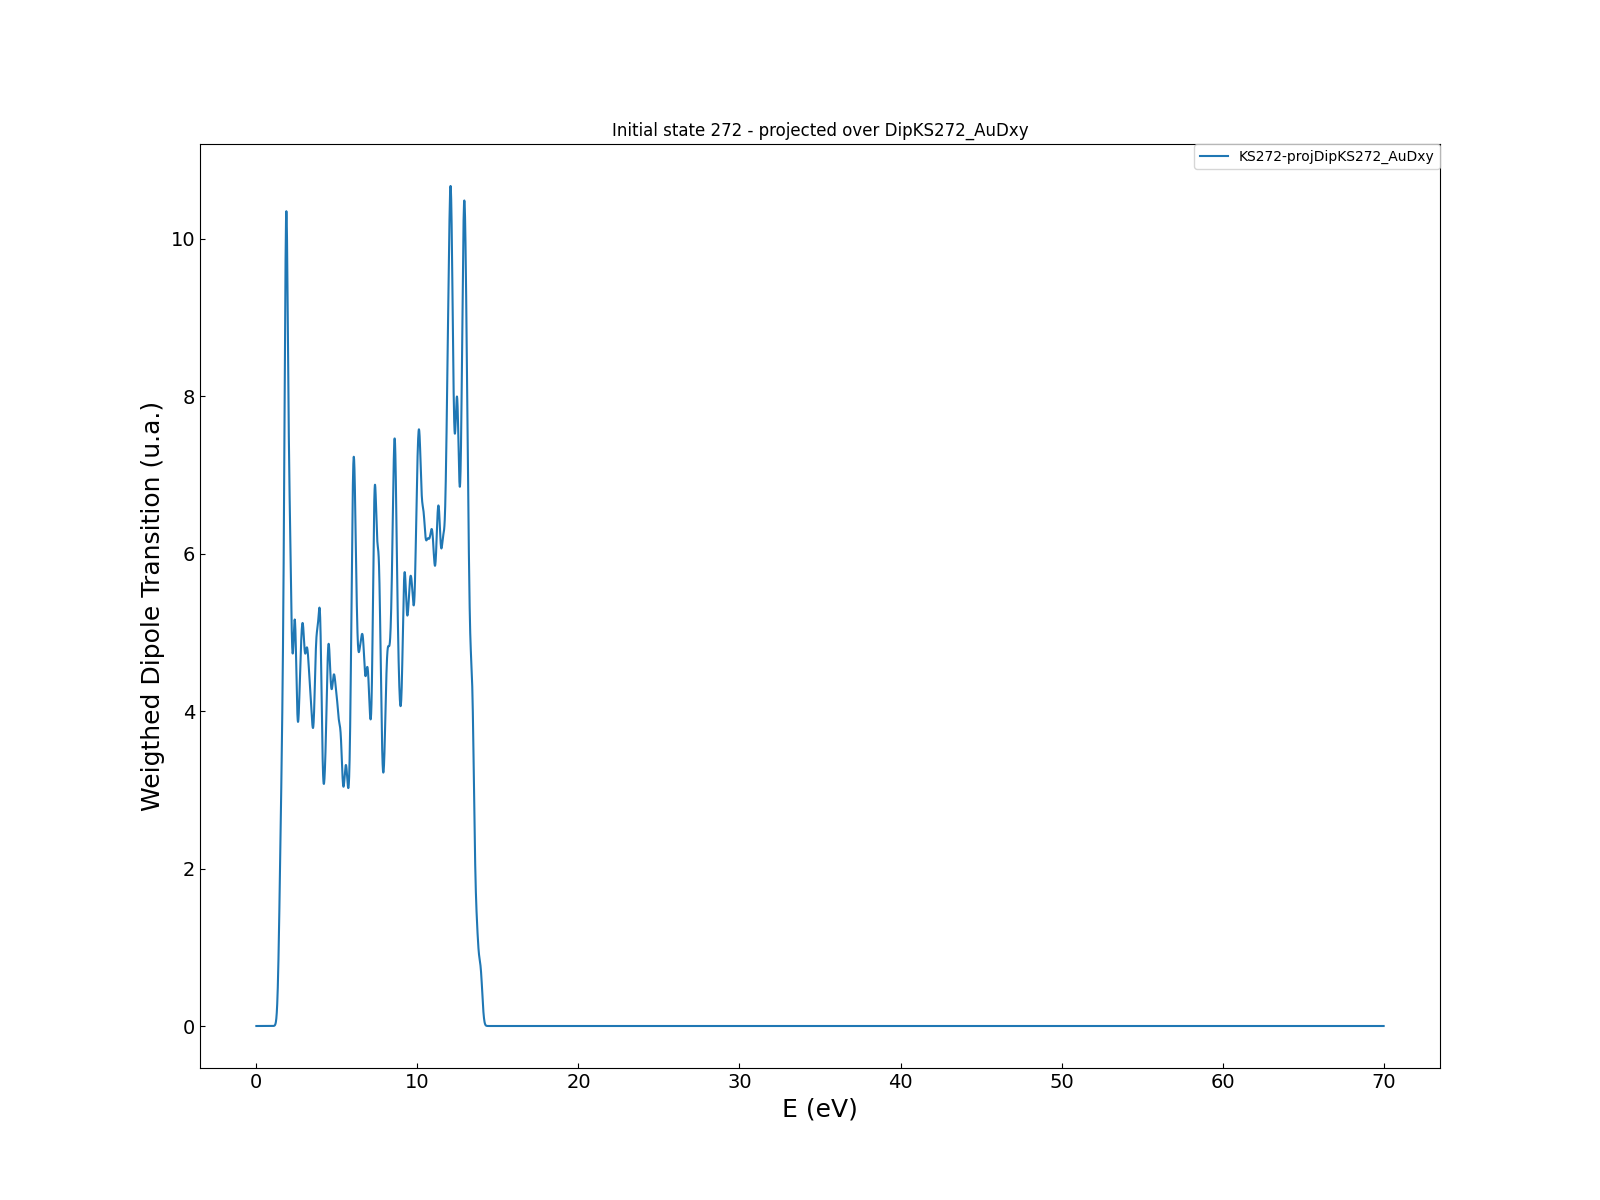 Initial state 272 - projected over DipKS272_AuDxy
KS272-projDipKS272_AuDxy
Weigthed Dipole Transition (u.a.)
10
8
6
4
2
0
0 10 20 30 40 50 60 70
E (eV)